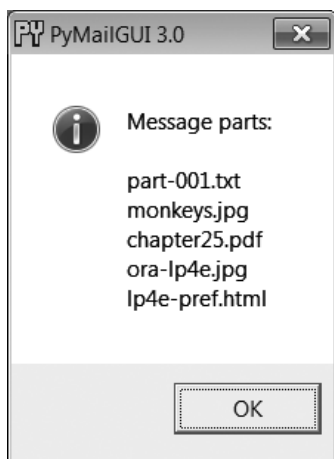 PY PyMailGUI 3.0
Message parts:
part-001.txt
monkeys.jpg
chapter25.pdf
ora-lp4e.jpg
lp4e-pref.html
OK